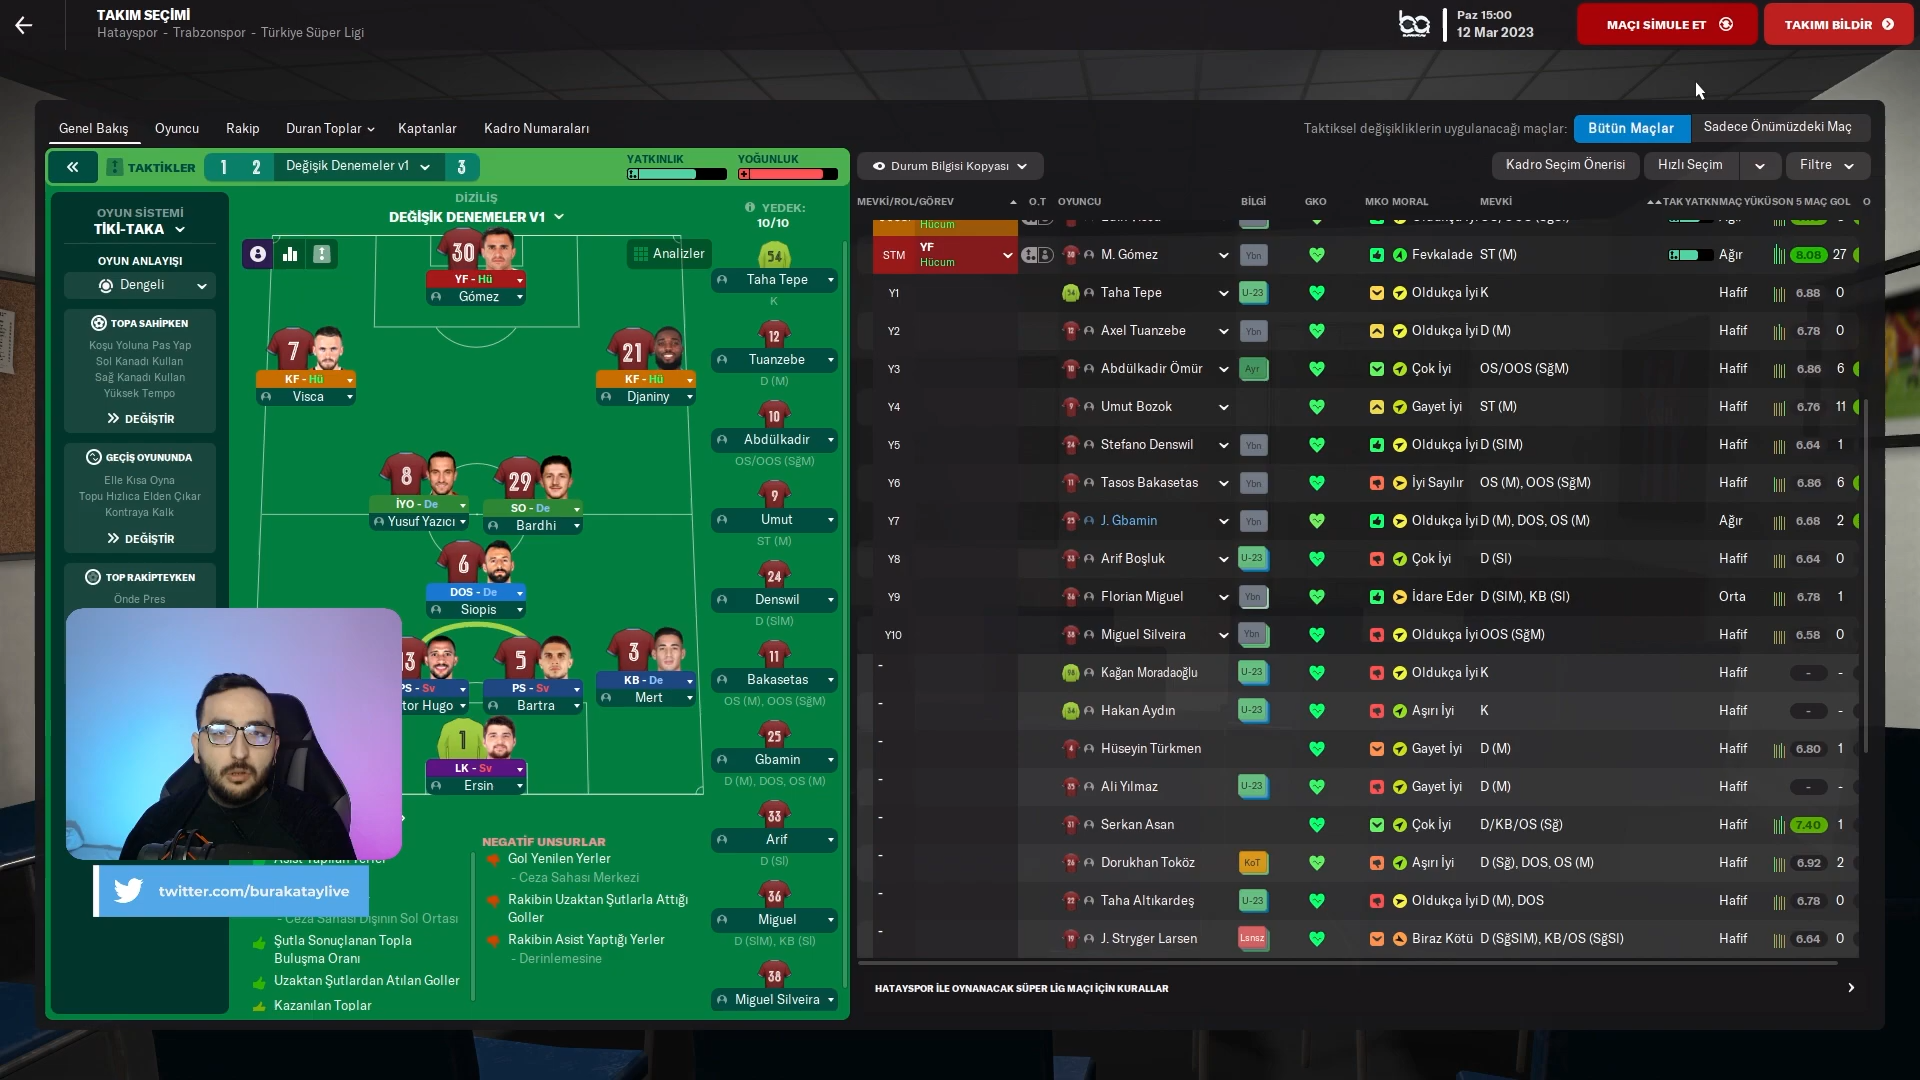 TAKIM SEÇİMİ
Hatayspor - Trabzonspor - Türkiye Süper Ligi
Paz 15:00
12 Mar 2023
MAÇI SİMULE ET
TAKIMI BİLDİR
Genel Bakış
Oyuncu
Rakip
Duran Toplar
Kaptanlar
Kadro Numaraları
Taktiksel değişikliklerin uygulanacağı maçlar:
Bütün Maçlar
Sadece Önümüzdeki Maç
TAKTİKLER
1
2
Değişik Denemeler v1
3
YATKINLIK
YOĞUNLUK
OYUN SİSTEMİ
TİKİ-TAKA
OYUN ANLAYIŞI
Dengeli
TOPA SAHİPKEN
Koşu Yoluna Pas Yap
Sol Kanadı Kullan
Sağ Kanadı Kullan
Yüksek Tempo
DEĞİŞTİR
GEÇİŞ OYUNUNDA
Elle Kısa Oyna
Topu Hızlıca Elden Çıkar
Kontraya Kalk
DEĞİŞTİR
TOP RAKİPTEYKEN
Önde Pres
DİZİLİŞ
DEĞİŞİK DENEMELER V1
Analizler
30
YF - Hü
Gómez
7
KF - Hü
Visca
21
KF - Hü
Djaniny
8
İYO - De
Yusuf Yazıcı
29
SO - De
Bardhi
6
DOS - De
Siopis
13
PS - Sv
tor Hugo
5
PS - Sv
Bartra
3
KB - De
Mert
1
LK - Sv
Ersin
YEDEK:
10/10
54
Taha Tepe
K
12
Tuanzebe
D (M)
10
Abdülkadir
OS/OOS (SğM)
9
Umut
ST (M)
24
Denswil
D (SlM)
11
Bakasetas
OS (M), OOS (SğM)
25
Gbamin
D (M), DOS, OS (M)
33
Arif
D (Sl)
36
Miguel
D (SlM), KB (Sl)
38
Miguel Silveira
twitter.com/burakataylive
- Ceza Sahası Dışının Sol Ortası
Şutla Sonuçlanan Topla
Buluşma Oranı
Uzaktan Şutlardan Atılan Goller
Kazanılan Toplar
NEGATİF UNSURLAR
Gol Yenilen Yerler
- Ceza Sahası Merkezi
Rakibin Uzaktan Şutlarla Attığı
Goller
Rakibin Asist Yaptığı Yerler
- Derinlemesine
Durum Bilgisi Kopyası
Kadro Seçim Önerisi
Hızlı Seçim
Filtre
MEVKİ/ROL/GÖREV O.T OYUNCU BİLGİ GKO MKO MORAL MEVKİ TAK YATKN MAÇ YÜKÜ SON 5 MAÇ GOL
Hücum
STM YF Hücum M. Gómez Ybn Fevkalade ST (M) Ağır 8.08 27
Y1 Taha Tepe U-23 Oldukça İyi K Hafif 6.88 0
Y2 Axel Tuanzebe Ybn Oldukça İyi D (M) Hafif 6.78 0
Y3 Abdülkadir Ömür Ayr Çok İyi OS/OOS (SğM) Hafif 6.86 6
Y4 Umut Bozok Gayet İyi ST (M) Hafif 6.76 11
Y5 Stefano Denswil Ybn Oldukça İyi D (SlM) Hafif 6.64 1
Y6 Tasos Bakasetas Ybn İyi Sayılır OS (M), OOS (SğM) Hafif 6.86 6
Y7 J. Gbamin Ybn Oldukça İyi D (M), DOS, OS (M) Ağır 6.68 2
Y8 Arif Boşluk U-23 Çok İyi D (Sl) Hafif 6.64 0
Y9 Florian Miguel Ybn İdare Eder D (SlM), KB (Sl) Orta 6.78 1
Y10 Miguel Silveira Ybn Oldukça İyi OOS (SğM) Hafif 6.58 0
- Kağan Moradaoğlu U-23 Oldukça İyi K Hafif - -
- Hakan Aydın U-23 Aşırı İyi K Hafif - -
- Hüseyin Türkmen Gayet İyi D (M) Hafif 6.80 1
- Ali Yılmaz U-23 Gayet İyi D (M) Hafif - -
- Serkan Asan Çok İyi D/KB/OS (Sğ) Hafif 7.40 1
- Dorukhan Toköz KoT Aşırı İyi D (Sğ), DOS, OS (M) Hafif 6.92 2
- Taha Altıkardeş U-23 Oldukça İyi D (M), DOS Hafif 6.78 0
- J. Stryger Larsen Lsnsz Biraz Kötü D (SğSlM), KB/OS (SğSl) Hafif 6.64 0
HATAYSPOR İLE OYNANACAK SÜPER LİG MAÇI İÇİN KURALLAR